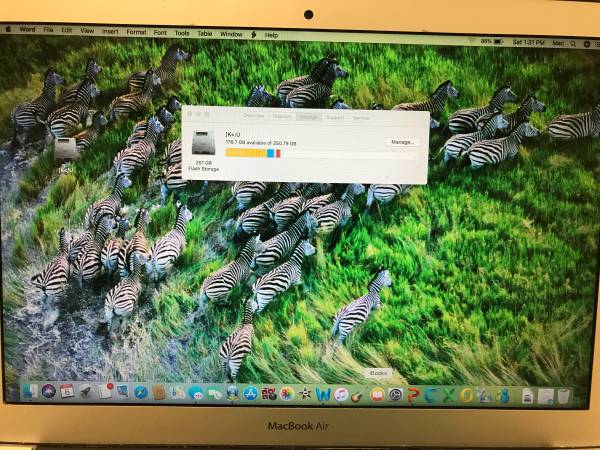 Word File Edit View Insert Format Font Tools Table Window Help
86% Sat 1:31 PM Mac
Overview Displays Storage Support Service
176.7 GB available of 250.79 GB
Manage...
251 GB
Flash Storage
iBooks
MacBook Air